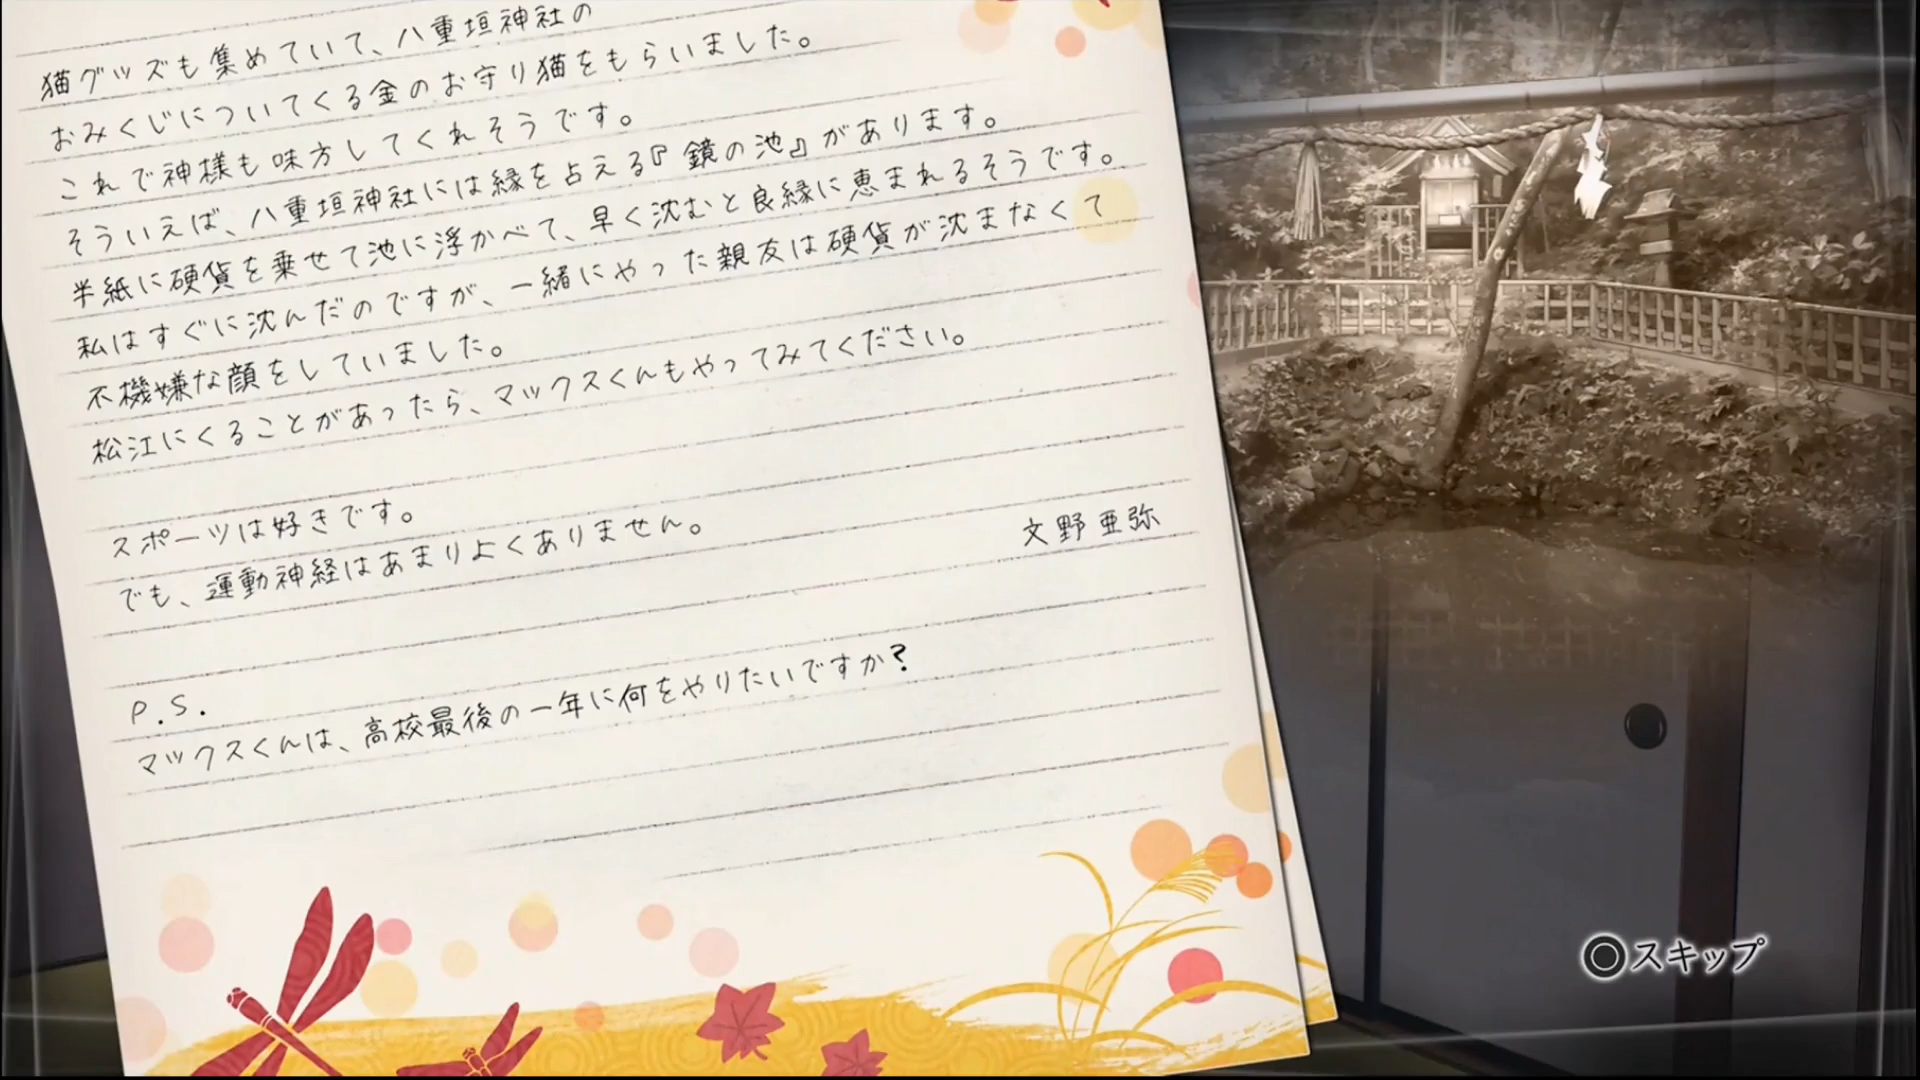 猫グッズも集めていて、八重垣神社の
おみくじについてくる金のお守り猫をもらいました。
これで神様も味方してくれそうです。
そういえば、八重垣神社には縁を占える『鏡の池』があります。
半紙に硬貨を乗せて池に浮かべて、早く沈むと良縁に恵まれるそうです。
私はすぐに沈んだのですが、一緒にやった親友は硬貨が沈まなくて
不機嫌な顔をしていました。
松江にくることがあったら、マックスくんもやってみてください。
スポーツは好きです。
でも、運動神経はあまりよくありません。
文野亜弥
P.S.
マックスくんは、高校最後の一年に何をやりたいですか?
スキップ